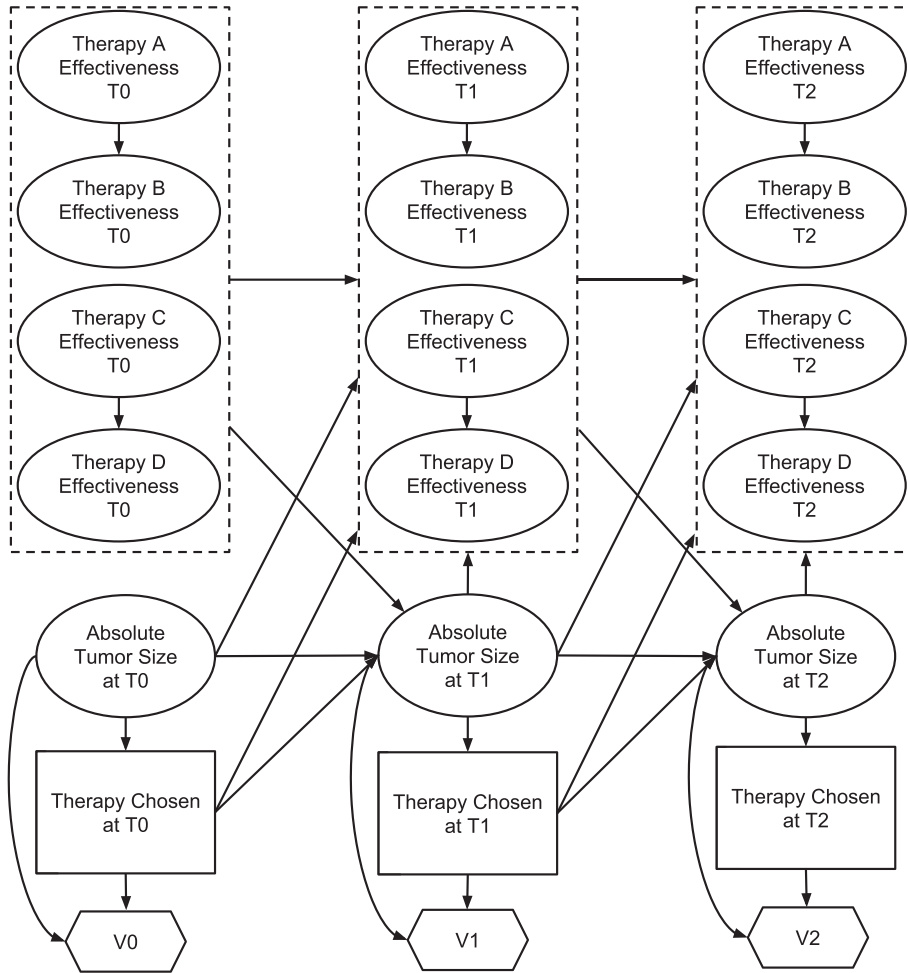 Therapy A
Effectiveness
T0
Therapy B
Effectiveness
T0
Therapy C
Effectiveness
T0
Therapy D
Effectiveness
T0
Absolute
Tumor Size
at T0
Therapy Chosen
at T0
V0
Therapy A
Effectiveness
T1
Therapy B
Effectiveness
T1
Therapy C
Effectiveness
T1
Therapy D
Effectiveness
T1
Absolute
Tumor Size
at T1
Therapy Chosen
at T1
V1
Therapy A
Effectiveness
T2
Therapy B
Effectiveness
T2
Therapy C
Effectiveness
T2
Therapy D
Effectiveness
T2
Absolute
Tumor Size
at T2
Therapy Chosen
at T2
V2